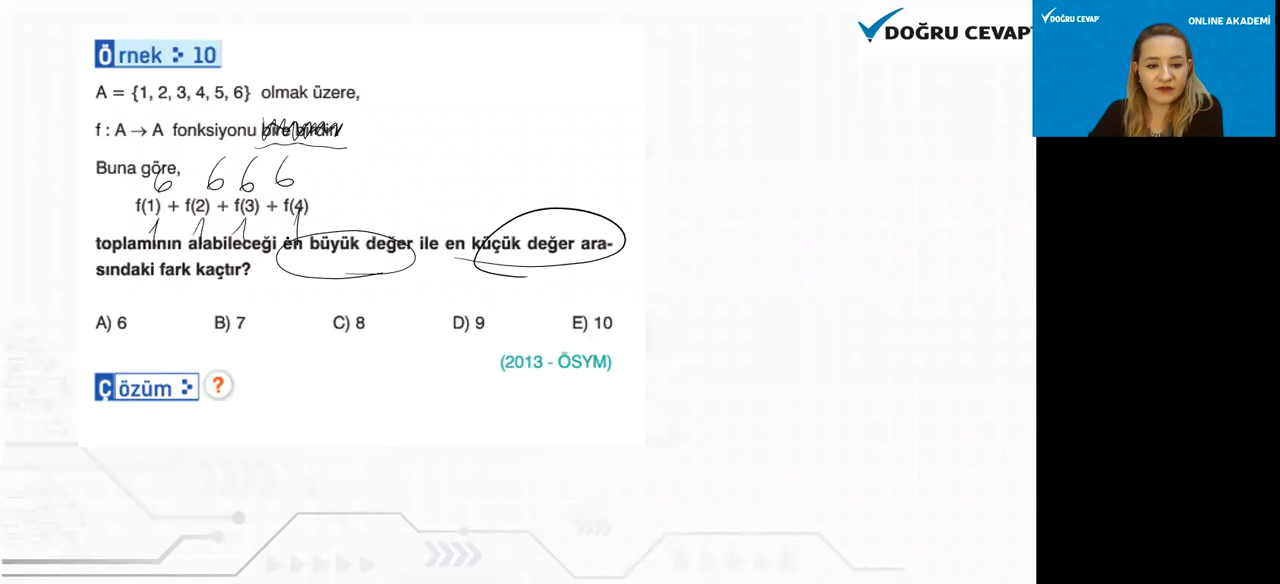 DOĞRU CEVAP
DOĞRU CEVAP
ONLINE AKADEMİ
Örnek 10
A = {1, 2, 3, 4, 5, 6} olmak üzere,
f : A → A fonksiyonu
Buna göre,
6 6 6 6
f(1) + f(2) + f(3) + f(4)
1 1 1 1
toplamının alabileceği en büyük değer ile en küçük değer ara-
sındaki fark kaçtır?
A) 6 B) 7 C) 8 D) 9 E) 10
(2013 - ÖSYM)
Çözüm ?